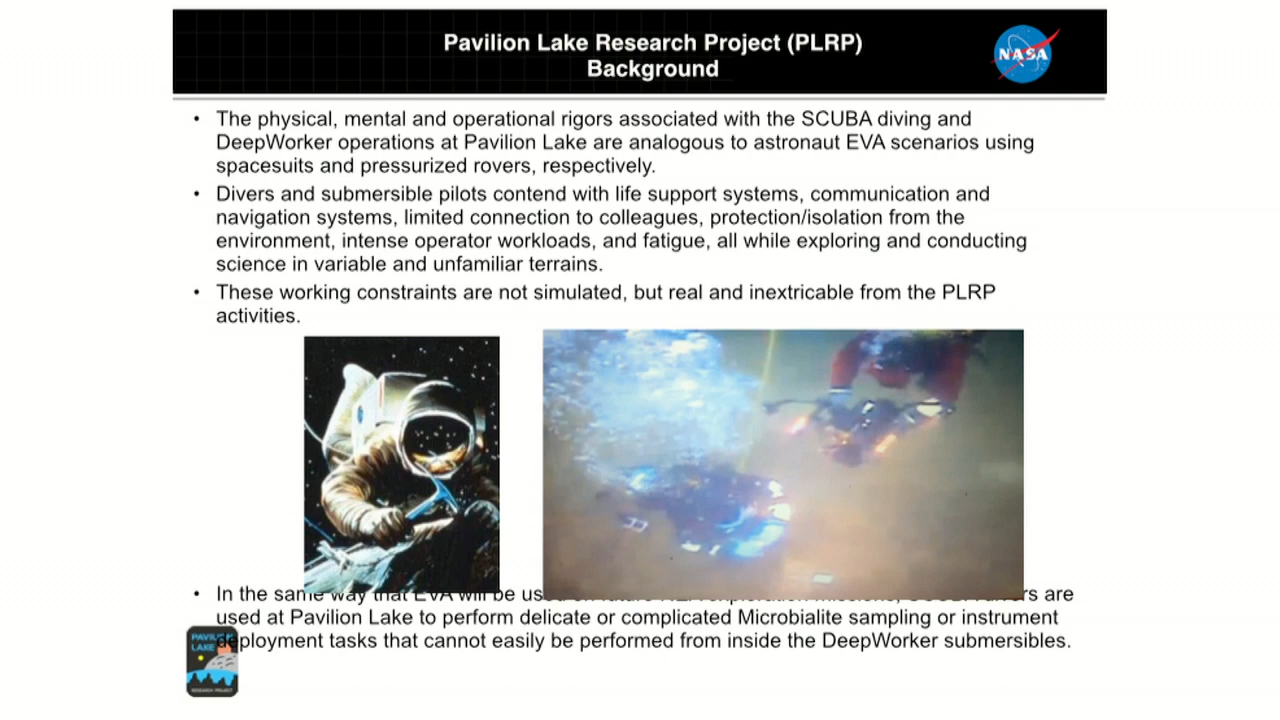 Pavilion Lake Research Project (PLRP)
Background
NASA
• The physical, mental and operational rigors associated with the SCUBA diving and
DeepWorker operations at Pavilion Lake are analogous to astronaut EVA scenarios using
spacesuits and pressurized rovers, respectively.
• Divers and submersible pilots contend with life support systems, communication and
navigation systems, limited connection to colleagues, protection/isolation from the
environment, intense operator workloads, and fatigue, all while exploring and conducting
science in variable and unfamiliar terrains.
• These working constraints are not simulated, but real and inextricable from the PLRP
activities.
• In the same way that EVA will be are
used at Pavilion Lake to perform delicate or complicated Microbialite sampling or instrument
deployment tasks that cannot easily be performed from inside the DeepWorker submersibles.
PAVILION
LAKE
RESEARCH PROJECT